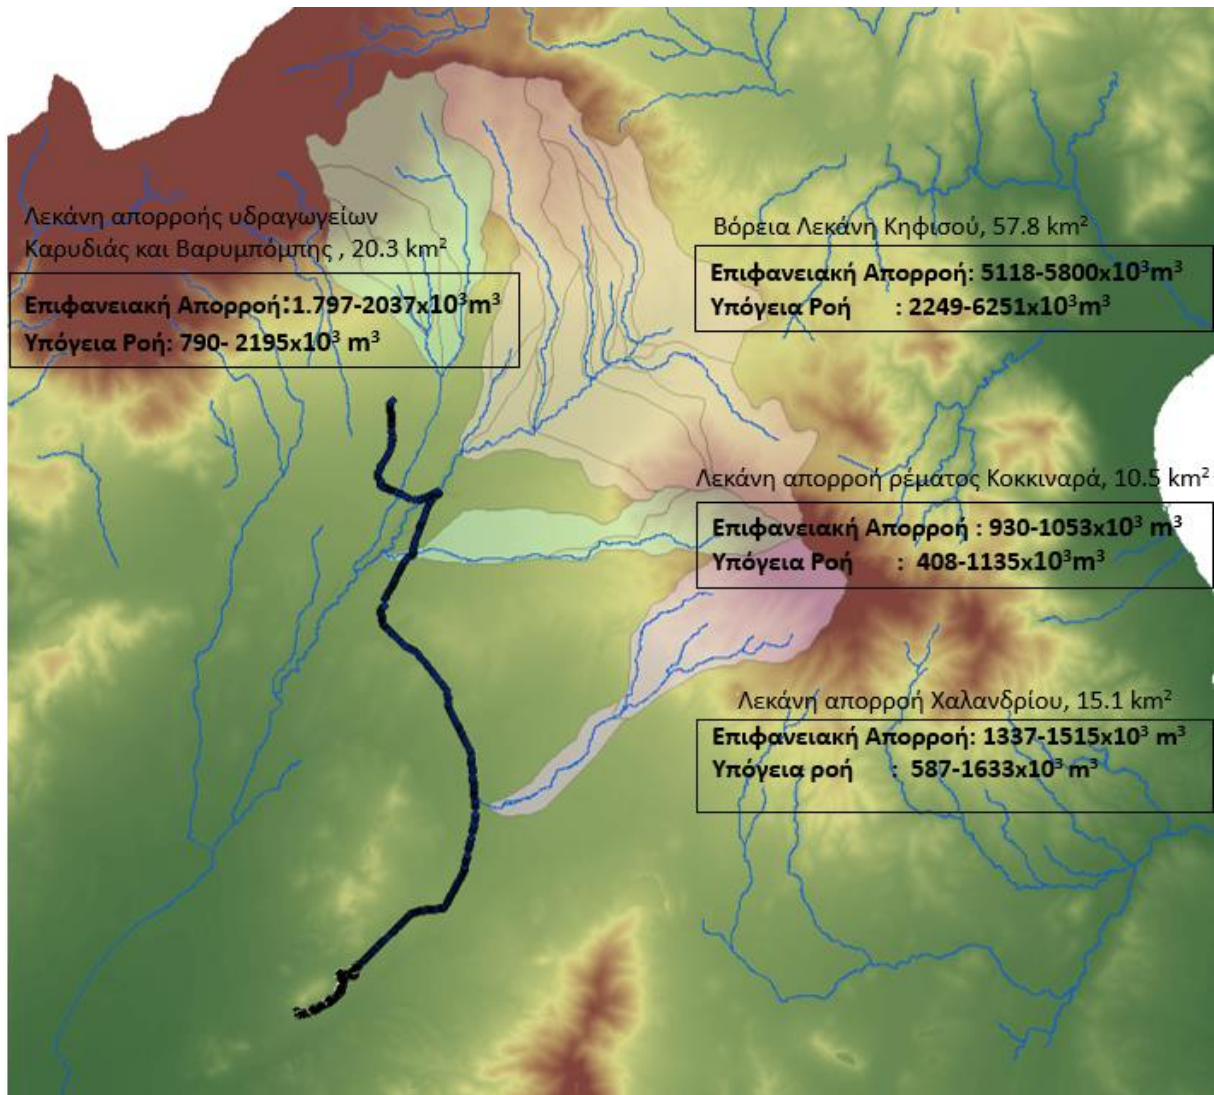 Λεκάνη απορροής υδραγωγείων
Καρυδιάς και Βαρυμπόμπης , 20.3 km²
Επιφανειακή Απορροή:1.797-2037x10³m³
Υπόγεια Ροή: 790- 2195x10³ m³
Βόρεια Λεκάνη Κηφισού, 57.8 km²
Επιφανειακή Απορροή: 5118-5800x10³m³
Υπόγεια Ροή : 2249-6251x10³m³
Λεκάνη απορροή ρέματος Κοκκιναρά, 10.5 km²
Επιφανειακή Απορροή : 930-1053x10³ m³
Υπόγεια Ροή : 408-1135x10³m³
Λεκάνη απορροή Χαλανδρίου, 15.1 km²
Επιφανειακή Απορροή: 1337-1515x10³ m³
Υπόγεια ροή : 587-1633x10³ m³